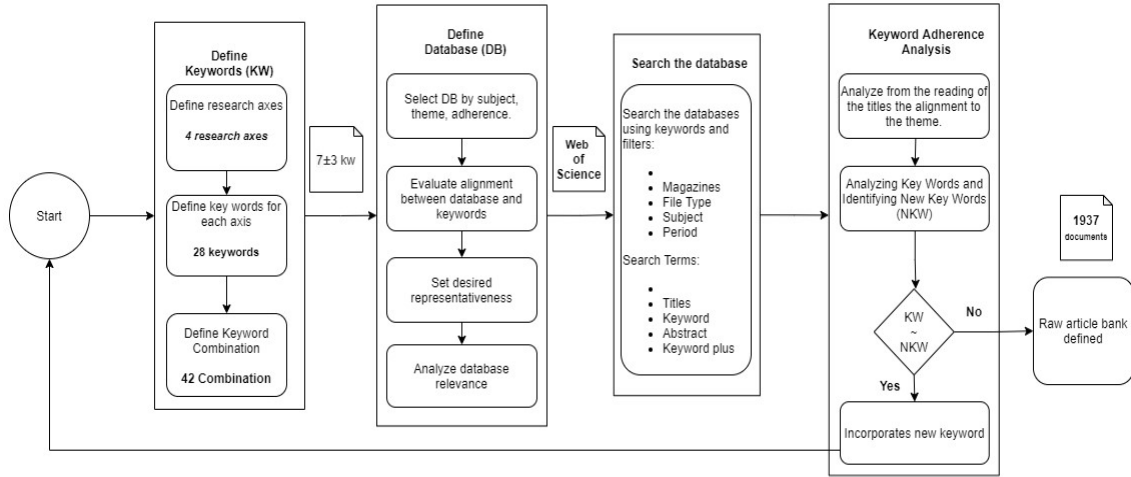 Start
Define
Keywords (KW)
Define research axes
4 research axes
Define key words for
each axis
28 keywords
Define Keyword
Combination
42 Combination
7±3 kw
Define
Database (DB)
Select DB by subject,
theme, adherence.
Evaluate alignment
between database and
keywords
Set desired
representativeness
Analyze database
relevance
Web
of
Science
Search the database
Search the databases
using keywords and
filters:
•
• Magazines
• File Type
• Subject
• Period
Search Terms:
•
• Titles
• Keyword
• Abstract
• Keyword plus
Keyword Adherence
Analysis
Analyze from the reading of
the titles the alignment to
the theme.
Analyzing Key Words and
Identifying New Key Words
(NKW)
KW
~
NKW
No
Yes
Incorporates new keyword
1937
documents
Raw article bank
defined